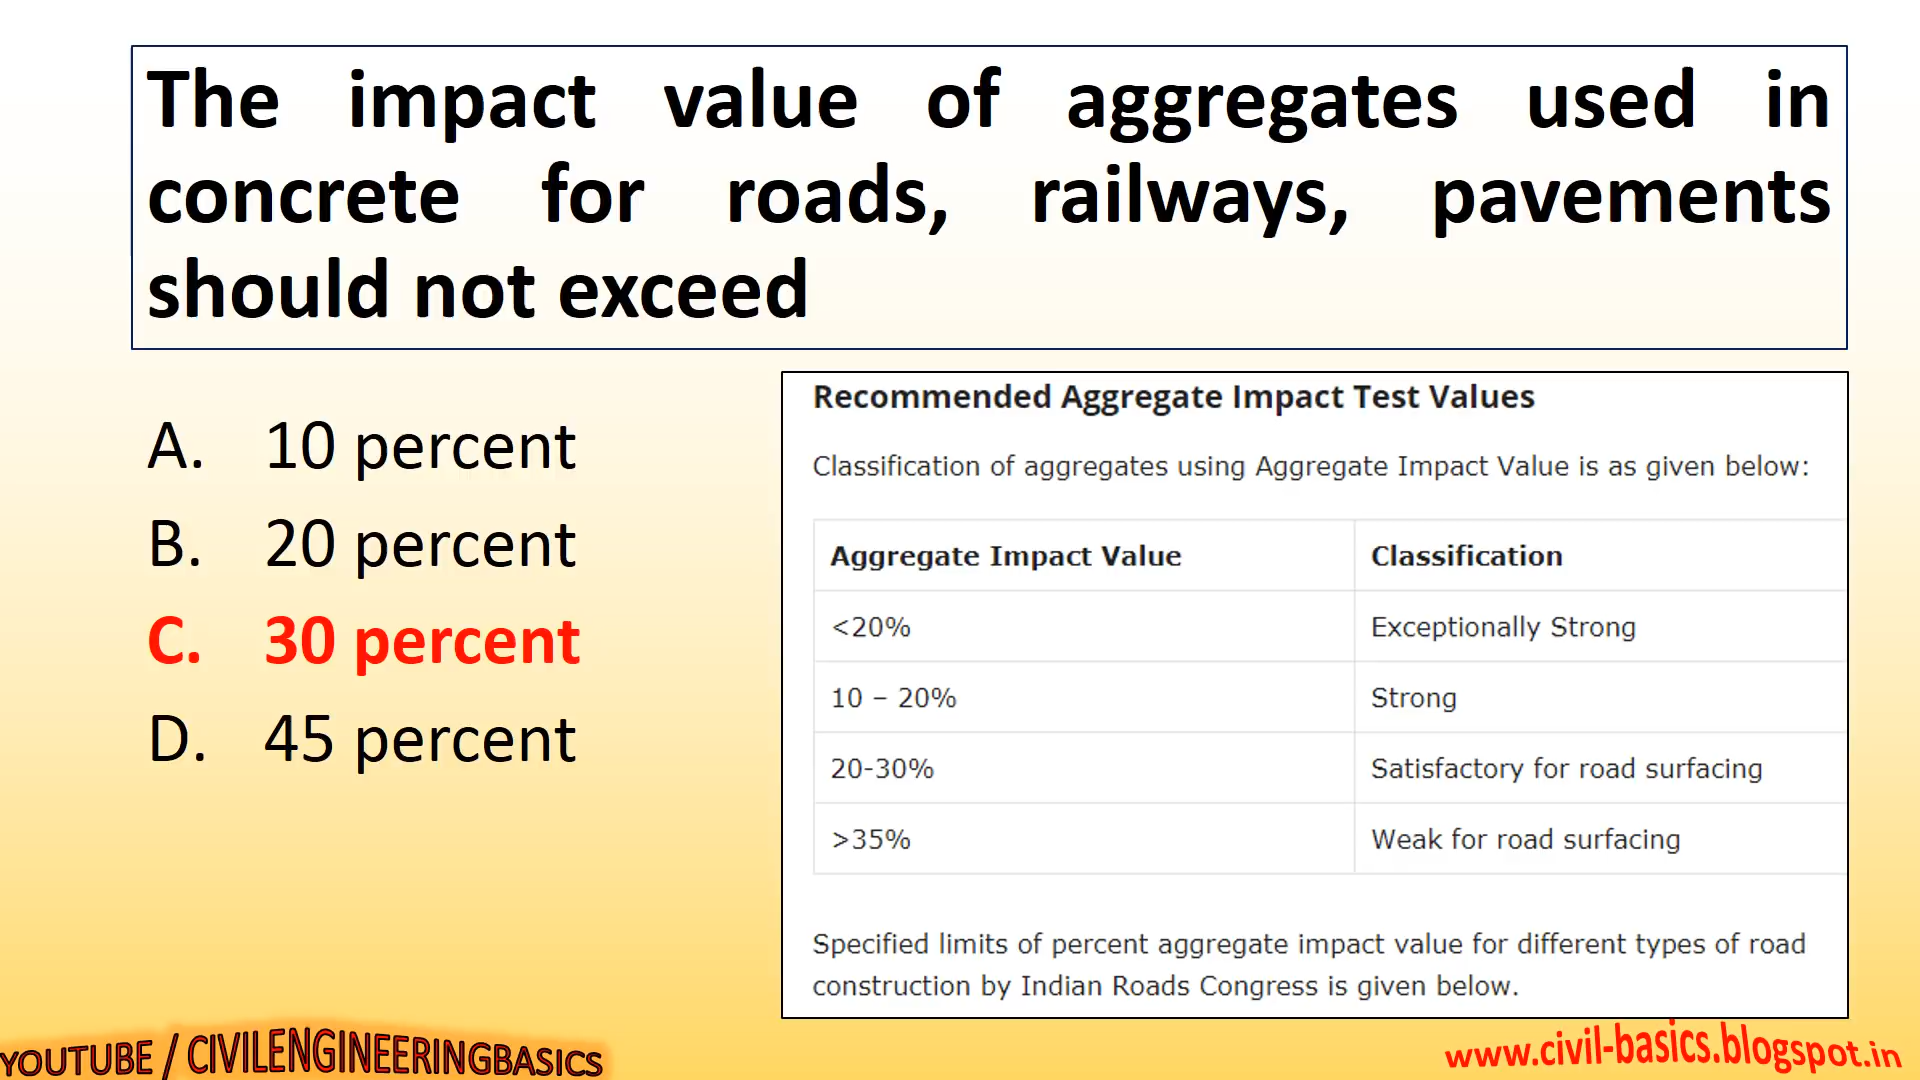 The impact value of aggregates used in
concrete for roads, railways, pavements
should not exceed
A. 10 percent
B. 20 percent
C. 30 percent
D. 45 percent
Recommended Aggregate Impact Test Values
Classification of aggregates using Aggregate Impact Value is as given below:
Aggregate Impact Value Classification
<20% Exceptionally Strong
10 – 20% Strong
20-30% Satisfactory for road surfacing
>35% Weak for road surfacing
Specified limits of percent aggregate impact value for different types of road
construction by Indian Roads Congress is given below.
YOUTUBE / CIVILENGINEERINGBASICS
www.civil-basics.blogspot.in